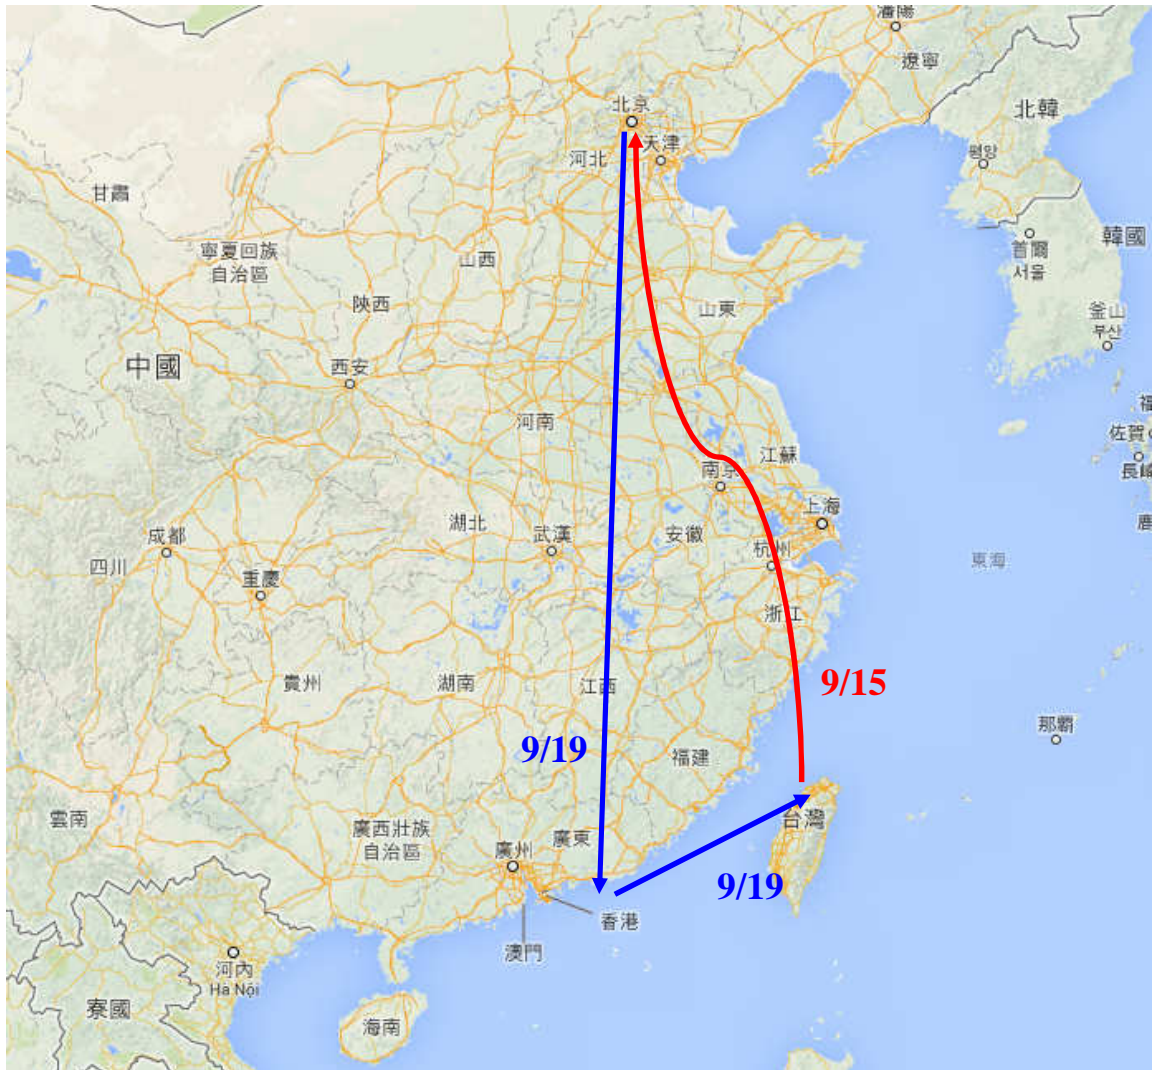 瀋陽
遼寧
北京
北韓
天津
河北
평양
甘肅
寧夏回族
自治區
山西
首爾
서울
韓國
陝西
山東
釜山
부산
中國
西安
河南
佐賀
江蘇
長崎
南京
上海
湖北
武漢
安徽
杭州
成都
四川
重慶
東海
浙江
貴州
湖南
江西
9/15
那霸
9/19
福建
雲南
台灣
廣西壯族
自治區
廣東
廣州
9/19
香港
澳門
河內
Hà Nội
寮國
海南